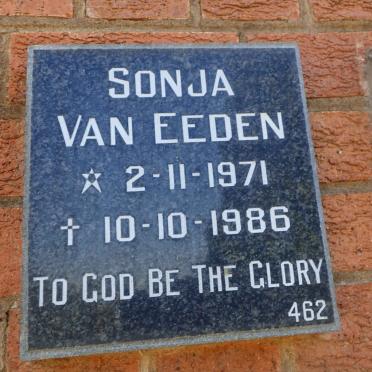 SONJA
VAN EEDEN
☆ 2-11-1971
† 10-10-1986
TO GOD BE THE GLORY
462